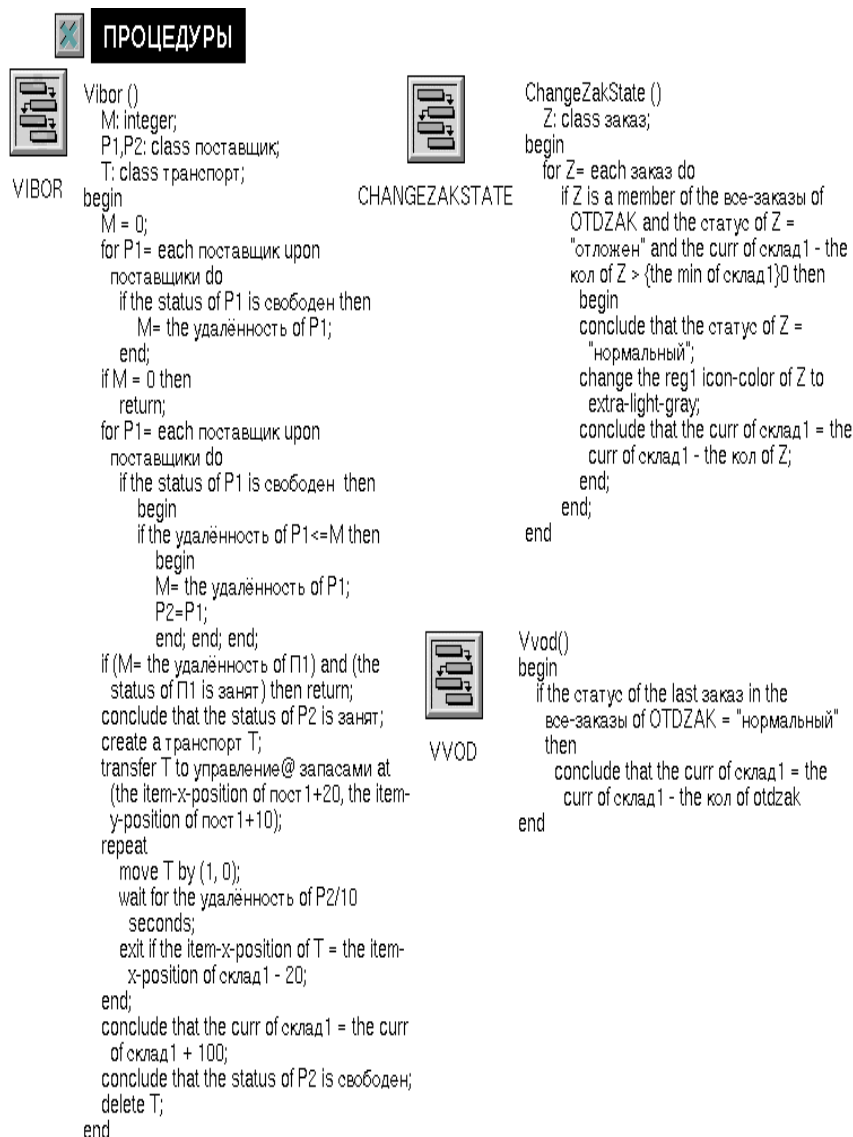 ПРОЦЕДУРЫ
VIBOR
Vibor ()
M: integer;
P1,P2: class поставщик;
T: class транспорт;
begin
M = 0;
for P1= each поставщик upon
поставщики do
if the status of P1 is свободен then
M= the удалённость of P1;
end;
if M = 0 then
return;
for P1= each поставщик upon
поставщики do
if the status of P1 is свободен then
begin
if the удалённость of P1<=M then
begin
M= the удалённость of P1;
P2=P1;
end; end; end;
if (M= the удалённость of П1) and (the
status of П1 is занят) then return;
conclude that the status of P2 is занят;
create a транспорт T;
transfer T to управление@ запасами at
(the item-x-position of пост1+20, the item-
y-position of пост1+10);
repeat
move T by (1, 0);
wait for the удалённость of P2/10
seconds;
exit if the item-x-position of T = the item-
x-position of склад1 - 20;
end;
conclude that the curr of склад1 = the curr
of склад1 + 100;
conclude that the status of P2 is свободен;
delete T;
end
CHANGEZAKSTATE
ChangeZakState ()
Z: class заказ;
begin
for Z= each заказ do
if Z is a member of the все-заказы of
OTDZAK and the статус of Z =
"отложен" and the curr of склад1 - the
кол of Z > {the min of склад1}0 then
begin
conclude that the статус of Z =
"нормальный";
change the reg1 icon-color of Z to
extra-light-gray;
conclude that the curr of склад1 = the
curr of склад1 - the кол of Z;
end;
end;
end
VVOD
Vvod()
begin
if the статус of the last заказ in the
все-заказы of OTDZAK = "нормальный"
then
conclude that the curr of склад1 = the
curr of склад1 - the кол of otdzak
end